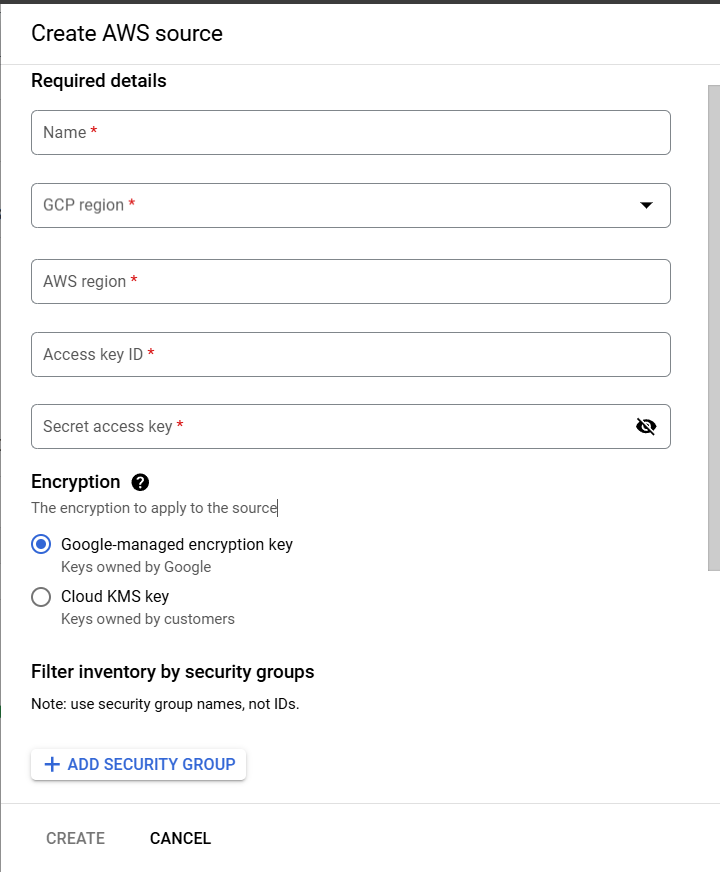 Create AWS source
Required details
Name *
GCP region *
AWS region *
Access key ID *
Secret access key *
Encryption ?
The encryption to apply to the source
Google-managed encryption key
Keys owned by Google
Cloud KMS key
Keys owned by customers
Filter inventory by security groups
Note: use security group names, not IDs.
+ ADD SECURITY GROUP
CREATE CANCEL